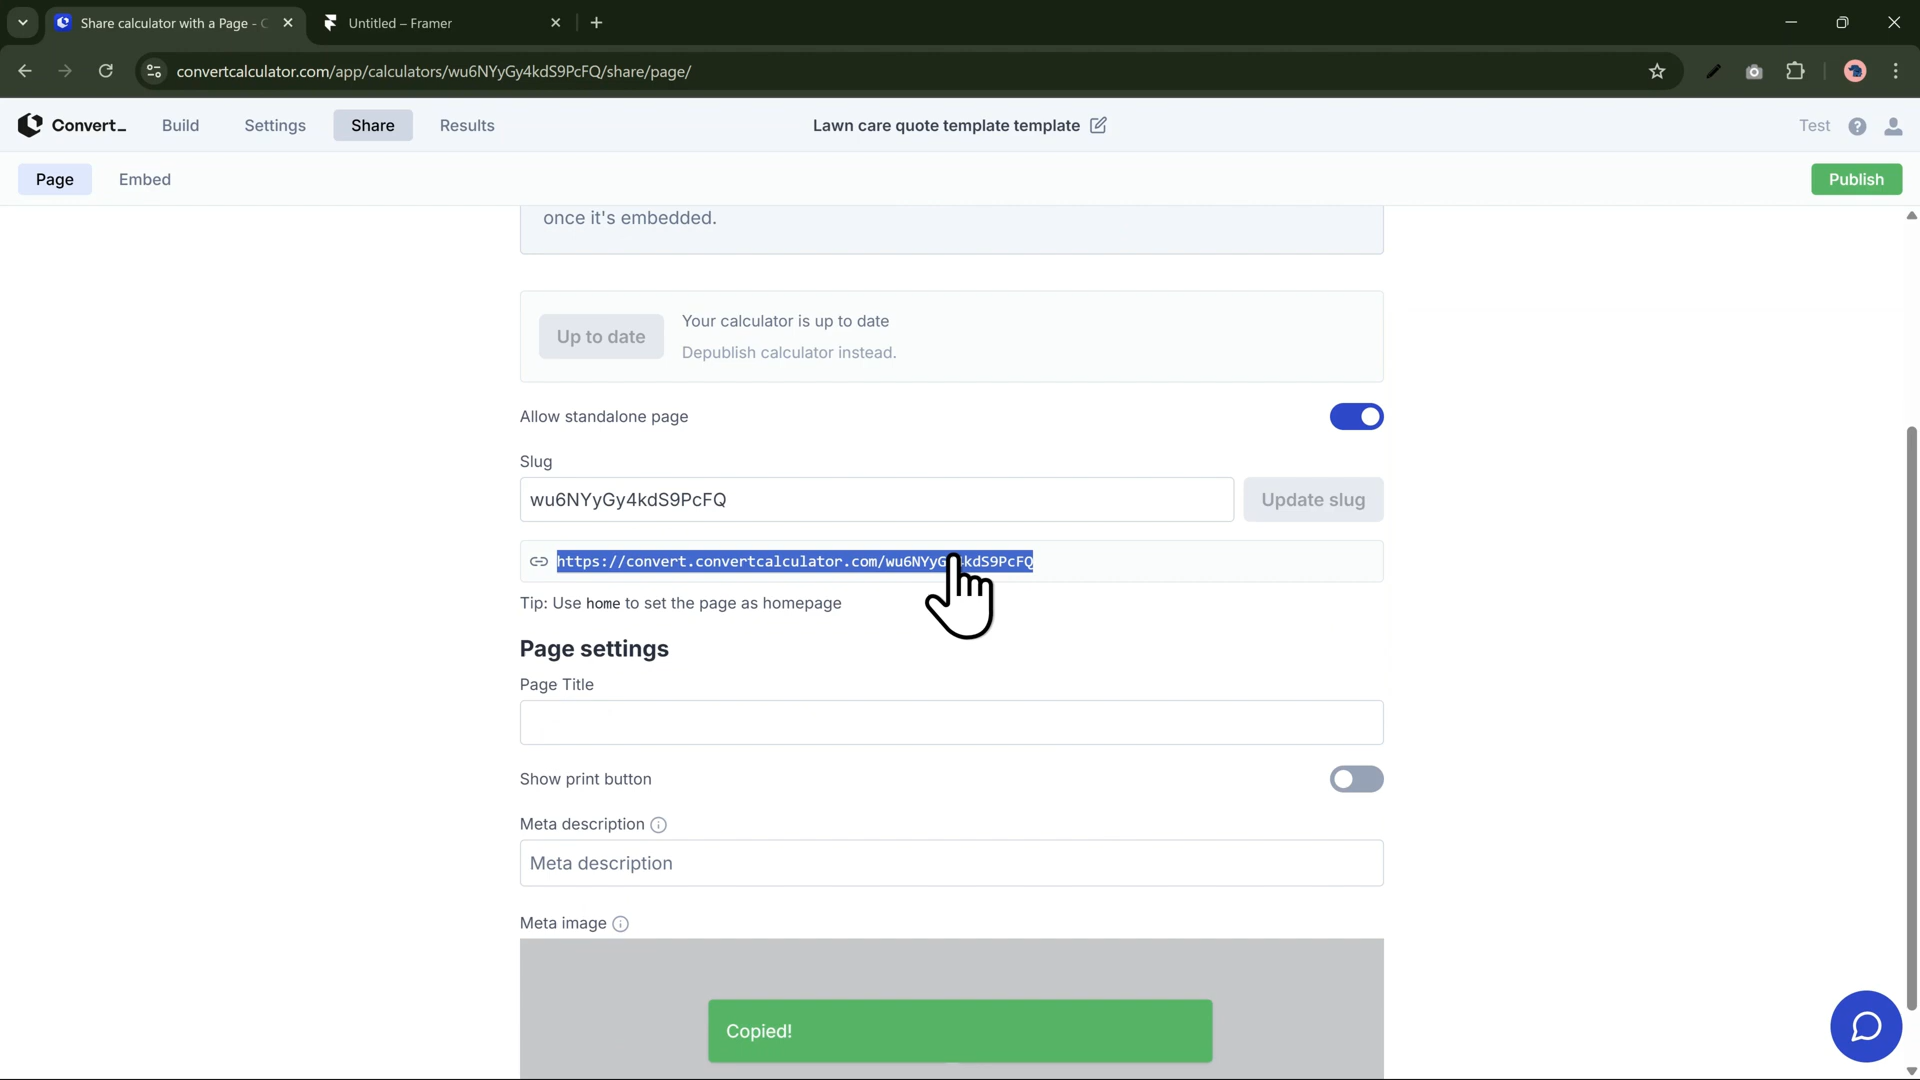 Share calculator with a Page - C
Untitled – Framer
convertcalculator.com/app/calculators/wu6NYyGy4kdS9PcFQ/share/page/
Convert_
Build
Settings
Share
Results
Lawn care quote template template
Test
Page
Embed
Publish
once it's embedded.
Up to date
Your calculator is up to date
Depublish calculator instead.
Allow standalone page
Slug
wu6NYyGy4kdS9PcFQ
Update slug
https://convert.convertcalculator.com/wu6NYyG kdS9PcFQ
Tip: Use home to set the page as homepage
Page settings
Page Title
Show print button
Meta description
Meta description
Meta image
Copied!